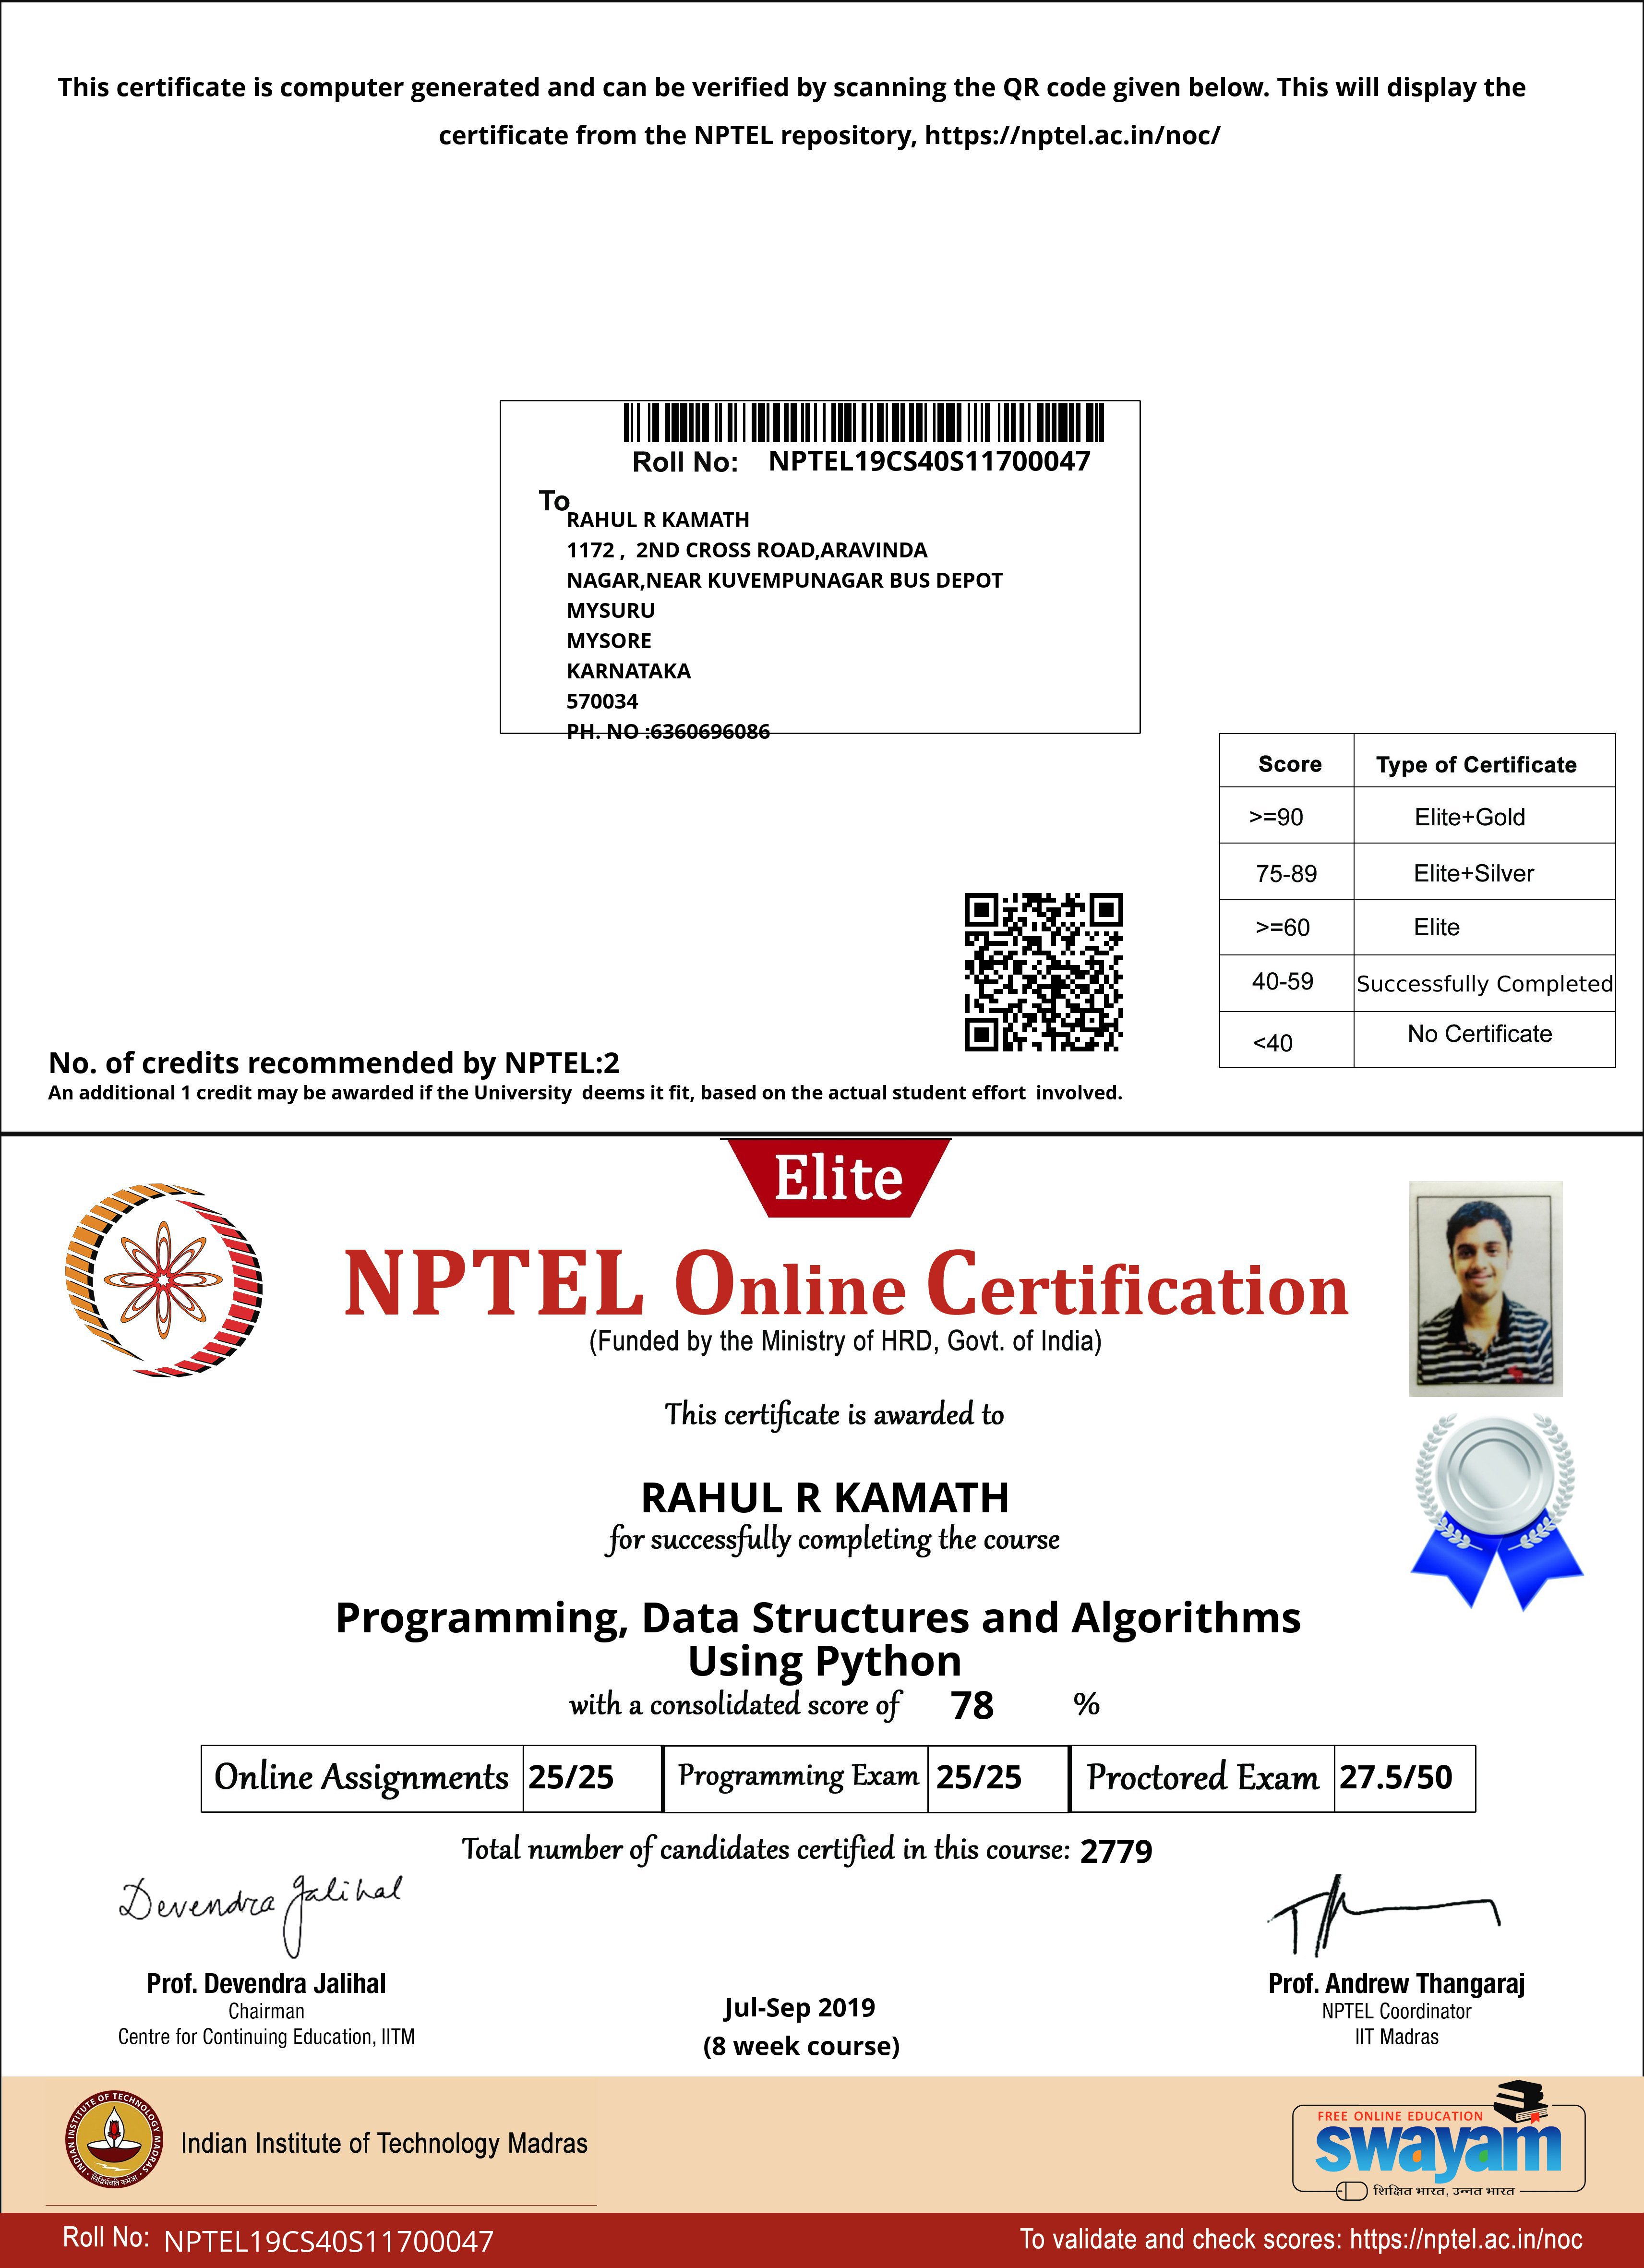 This certificate is computer generated and can be verified by scanning the QR code given below. This will display the
certificate from the NPTEL repository, https://nptel.ac.in/noc/
Roll No: NPTEL19CS40S11700047
To
RAHUL R KAMATH
1172 , 2ND CROSS ROAD,ARAVINDA
NAGAR,NEAR KUVEMPUNAGAR BUS DEPOT
MYSURU
MYSORE
KARNATAKA
570034
PH. NO :6360696086
Score Type of Certificate
>=90 Elite+Gold
75-89 Elite+Silver
>=60 Elite
40-59 Successfully Completed
<40 No Certificate
No. of credits recommended by NPTEL:2
An additional 1 credit may be awarded if the University deems it fit, based on the actual student effort involved.
Elite
NPTEL Online Certification
(Funded by the Ministry of HRD, Govt. of India)
This certificate is awarded to
RAHUL R KAMATH
for successfully completing the course
Programming, Data Structures and Algorithms
Using Python
with a consolidated score of 78 %
Online Assignments 25/25 Programming Exam 25/25 Proctored Exam 27.5/50
Total number of candidates certified in this course: 2779
Devendra Jalihal
Prof. Devendra Jalihal
Chairman
Centre for Continuing Education, IITM
Jul-Sep 2019
(8 week course)
Prof. Andrew Thangaraj
NPTEL Coordinator
IIT Madras
INDIAN INSTITUTE OF TECHNOLOGY MADRAS
सिद्धिर्भवति कर्मजा
Indian Institute of Technology Madras
FREE ONLINE EDUCATION
swayam
शिक्षित भारत, उन्नत भारत
Roll No: NPTEL19CS40S11700047
To validate and check scores: https://nptel.ac.in/noc